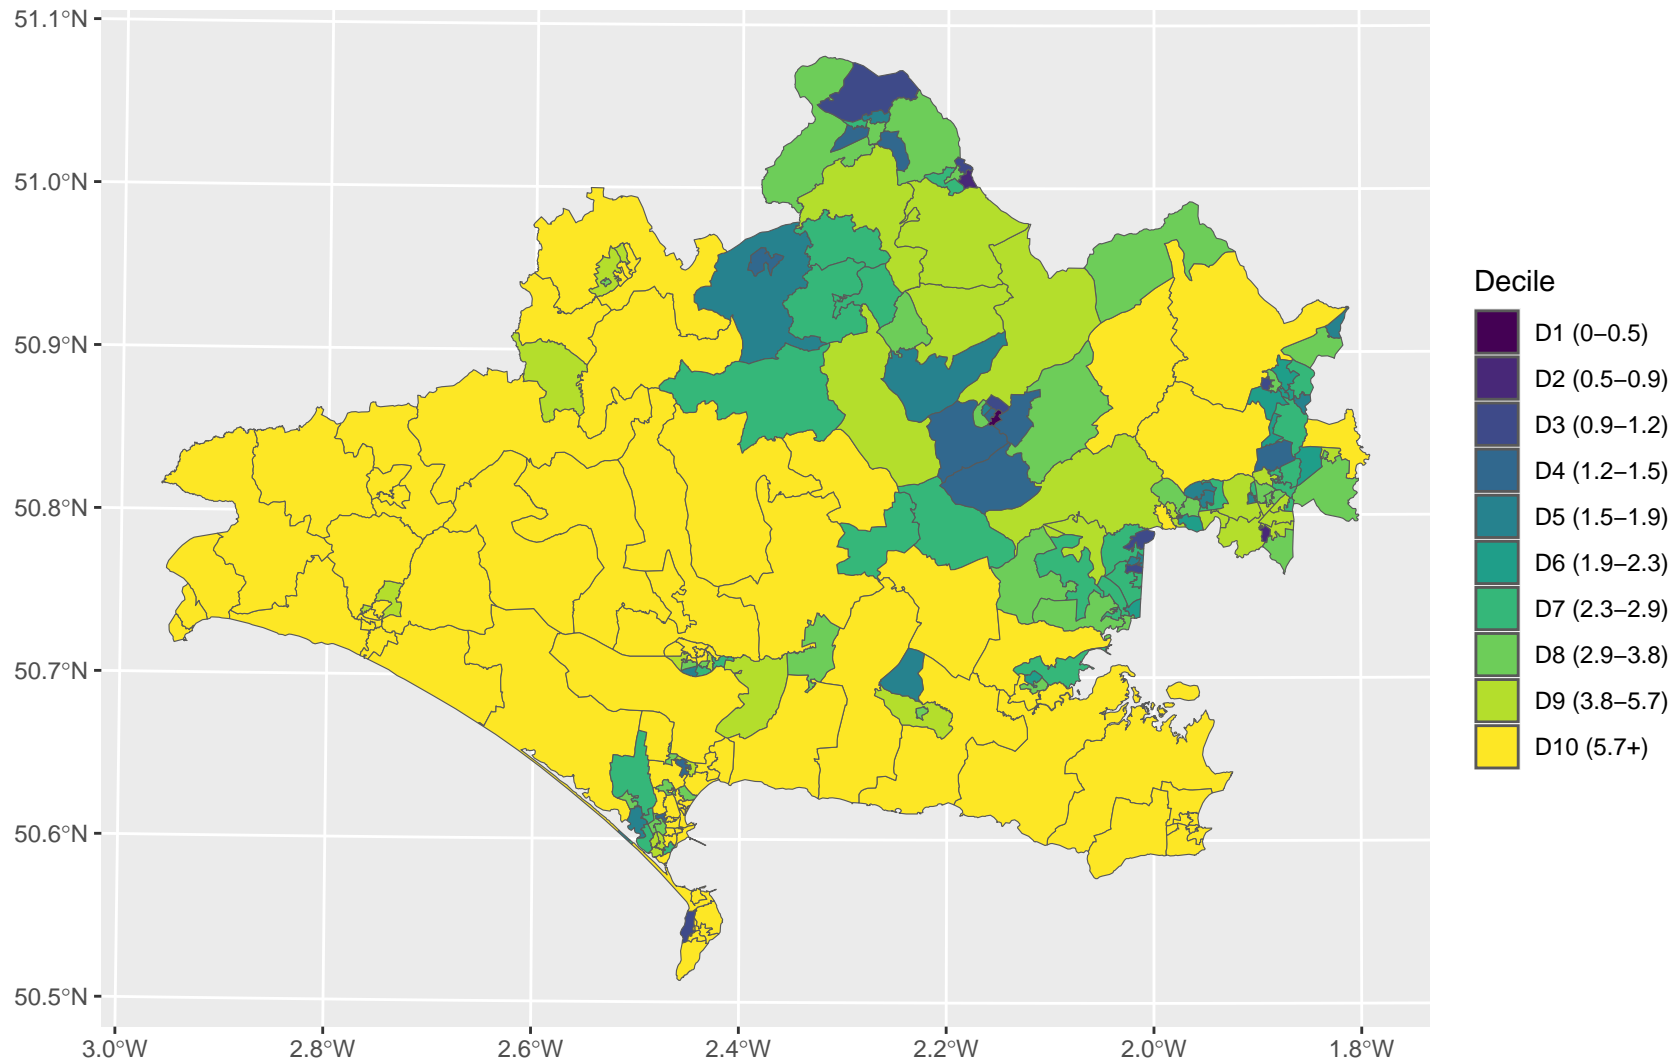 51.1°N
51.0°N
50.9°N
50.8°N
50.7°N
50.6°N
50.5°N
3.0°W 2.8°W 2.6°W 2.4°W 2.2°W 2.0°W 1.8°W
Decile
D1 (0–0.5)
D2 (0.5–0.9)
D3 (0.9–1.2)
D4 (1.2–1.5)
D5 (1.5–1.9)
D6 (1.9–2.3)
D7 (2.3–2.9)
D8 (2.9–3.8)
D9 (3.8–5.7)
D10 (5.7+)